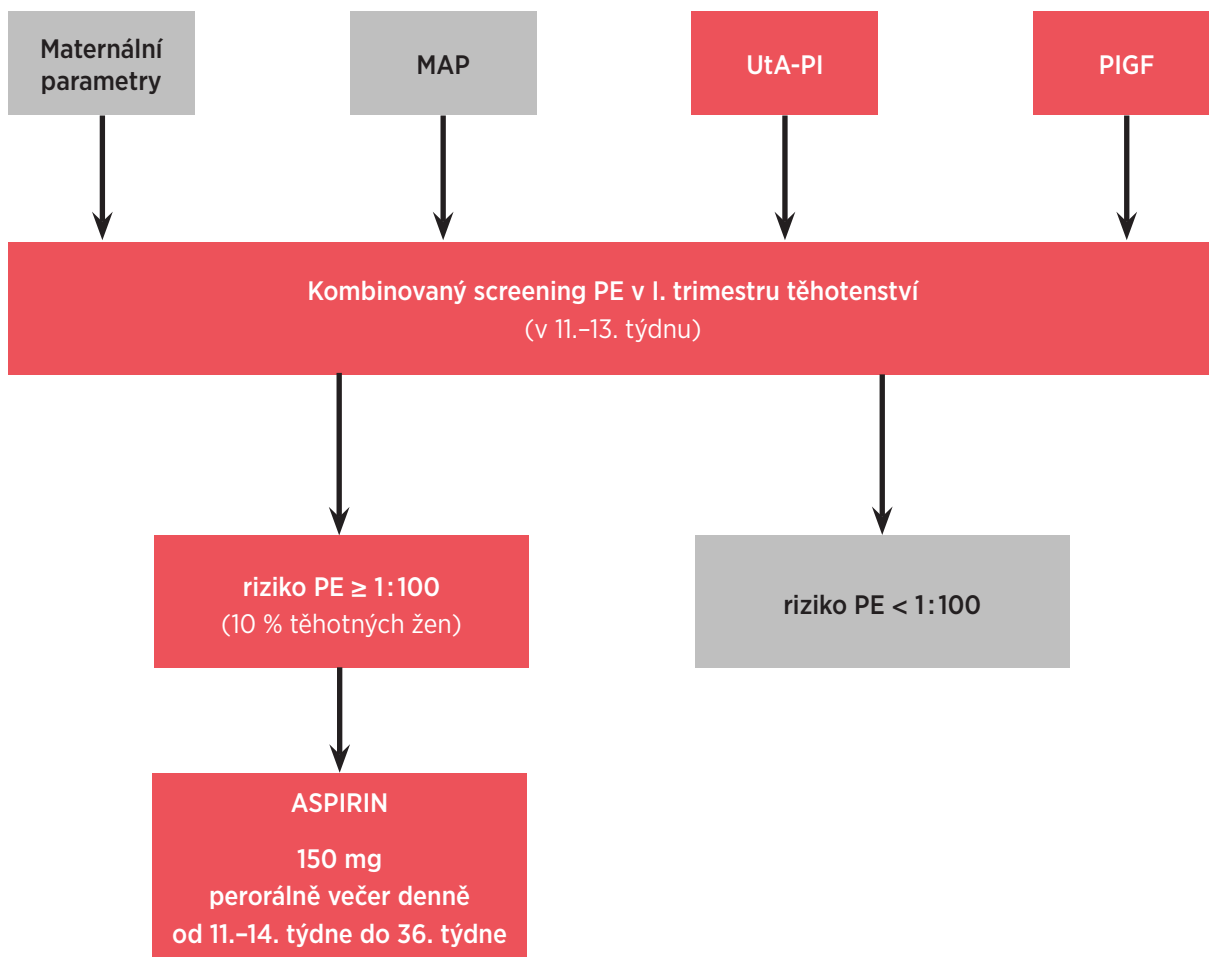 Maternální
parametry
MAP
UtA-PI
PIGF
Kombinovaný screening PE v I. trimestru těhotenství
(v 11.–13. týdnu)
riziko PE ≥ 1:100
(10 % těhotných žen)
riziko PE < 1:100
ASPIRIN
150 mg
perorálně večer denně
od 11.–14. týdne do 36. týdne